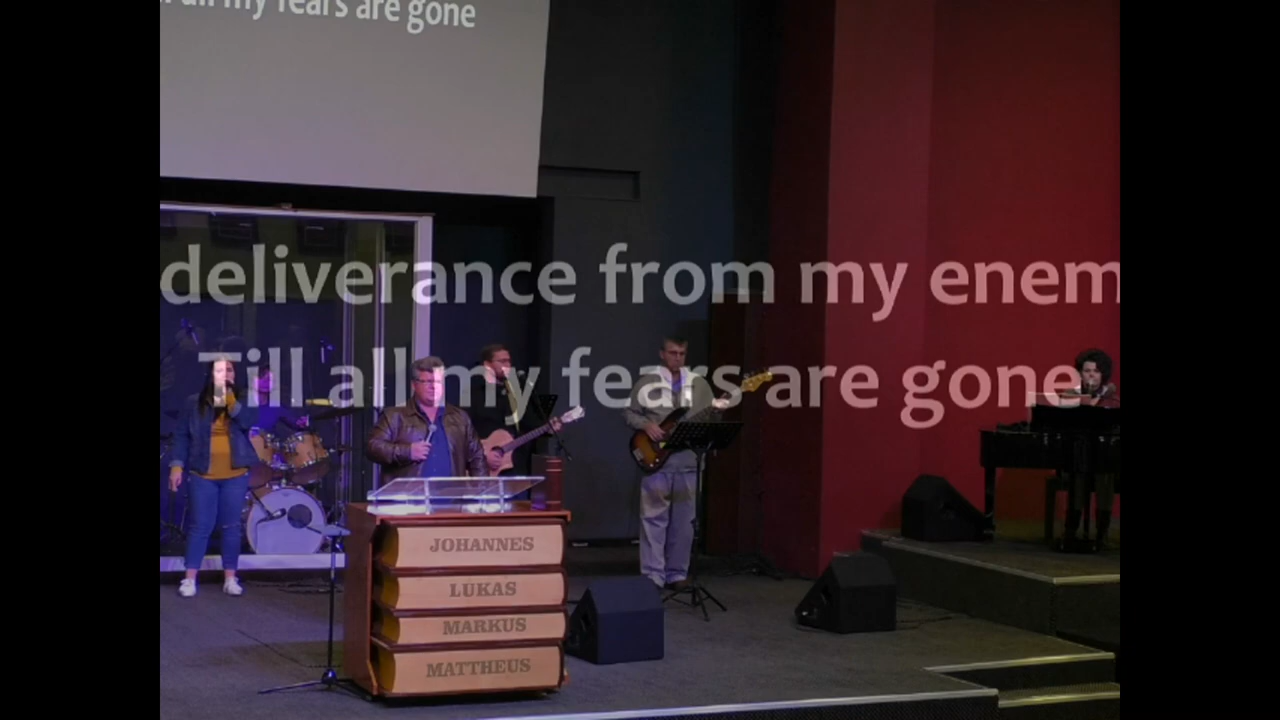 all my fears are gone
deliverance from my enem
Till all my fears are gone
JOHANNES
LUKAS
MARKUS
MATTHEUS